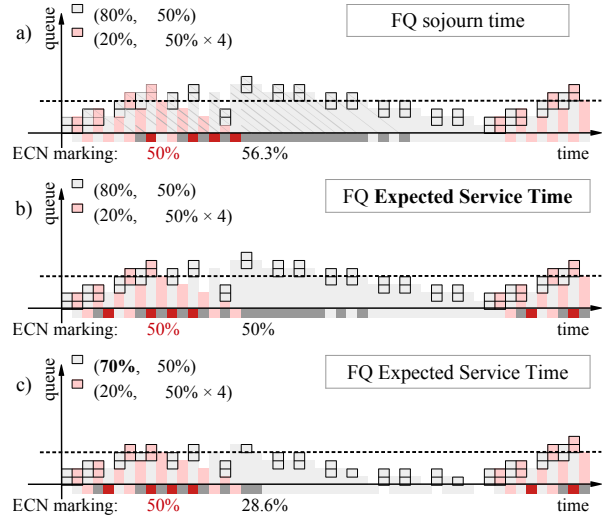 queue
(80%, 50%)
(20%, 50% × 4)
FQ sojourn time
a)
ECN marking: 50% 56.3% time
queue
(80%, 50%)
(20%, 50% × 4)
FQ Expected Service Time
b)
ECN marking: 50% 50% time
queue
(70%, 50%)
(20%, 50% × 4)
FQ Expected Service Time
c)
ECN marking: 50% 28.6% time